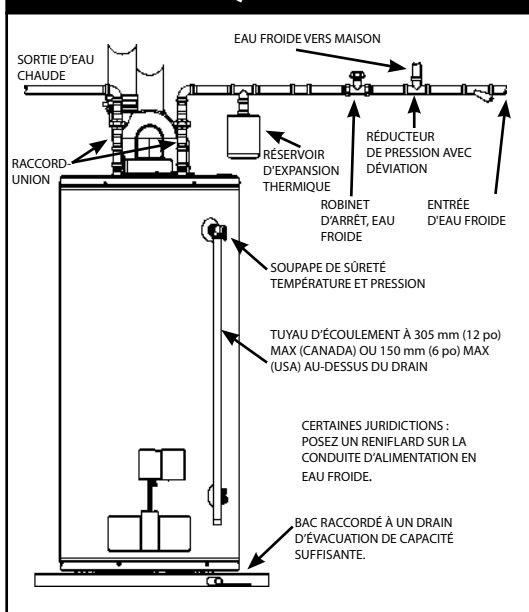 EAU FROIDE VERS MAISON
SORTIE D'EAU
CHAUDE
RACCORD-
UNION
RÉSERVOIR
D'EXPANSION
THERMIQUE
RÉDUCTEUR
DE PRESSION AVEC
DÉVIATION
ROBINET
D'ARRÊT, EAU
FROIDE
ENTRÉE
D'EAU FROIDE
SOUPAPE DE SÛRETÉ
TEMPÉRATURE ET PRESSION
TUYAU D'ÉCOULEMENT À 305 mm (12 po)
MAX (CANADA) OU 150 mm (6 po) MAX
(USA) AU-DESSUS DU DRAIN
CERTAINES JURIDICTIONS :
POSEZ UN RENIFLARD SUR LA
CONDUITE D'ALIMENTATION EN
EAU FROIDE.
BAC RACCORDÉ À UN DRAIN
D'ÉVACUATION DE CAPACITÉ
SUFFISANTE.